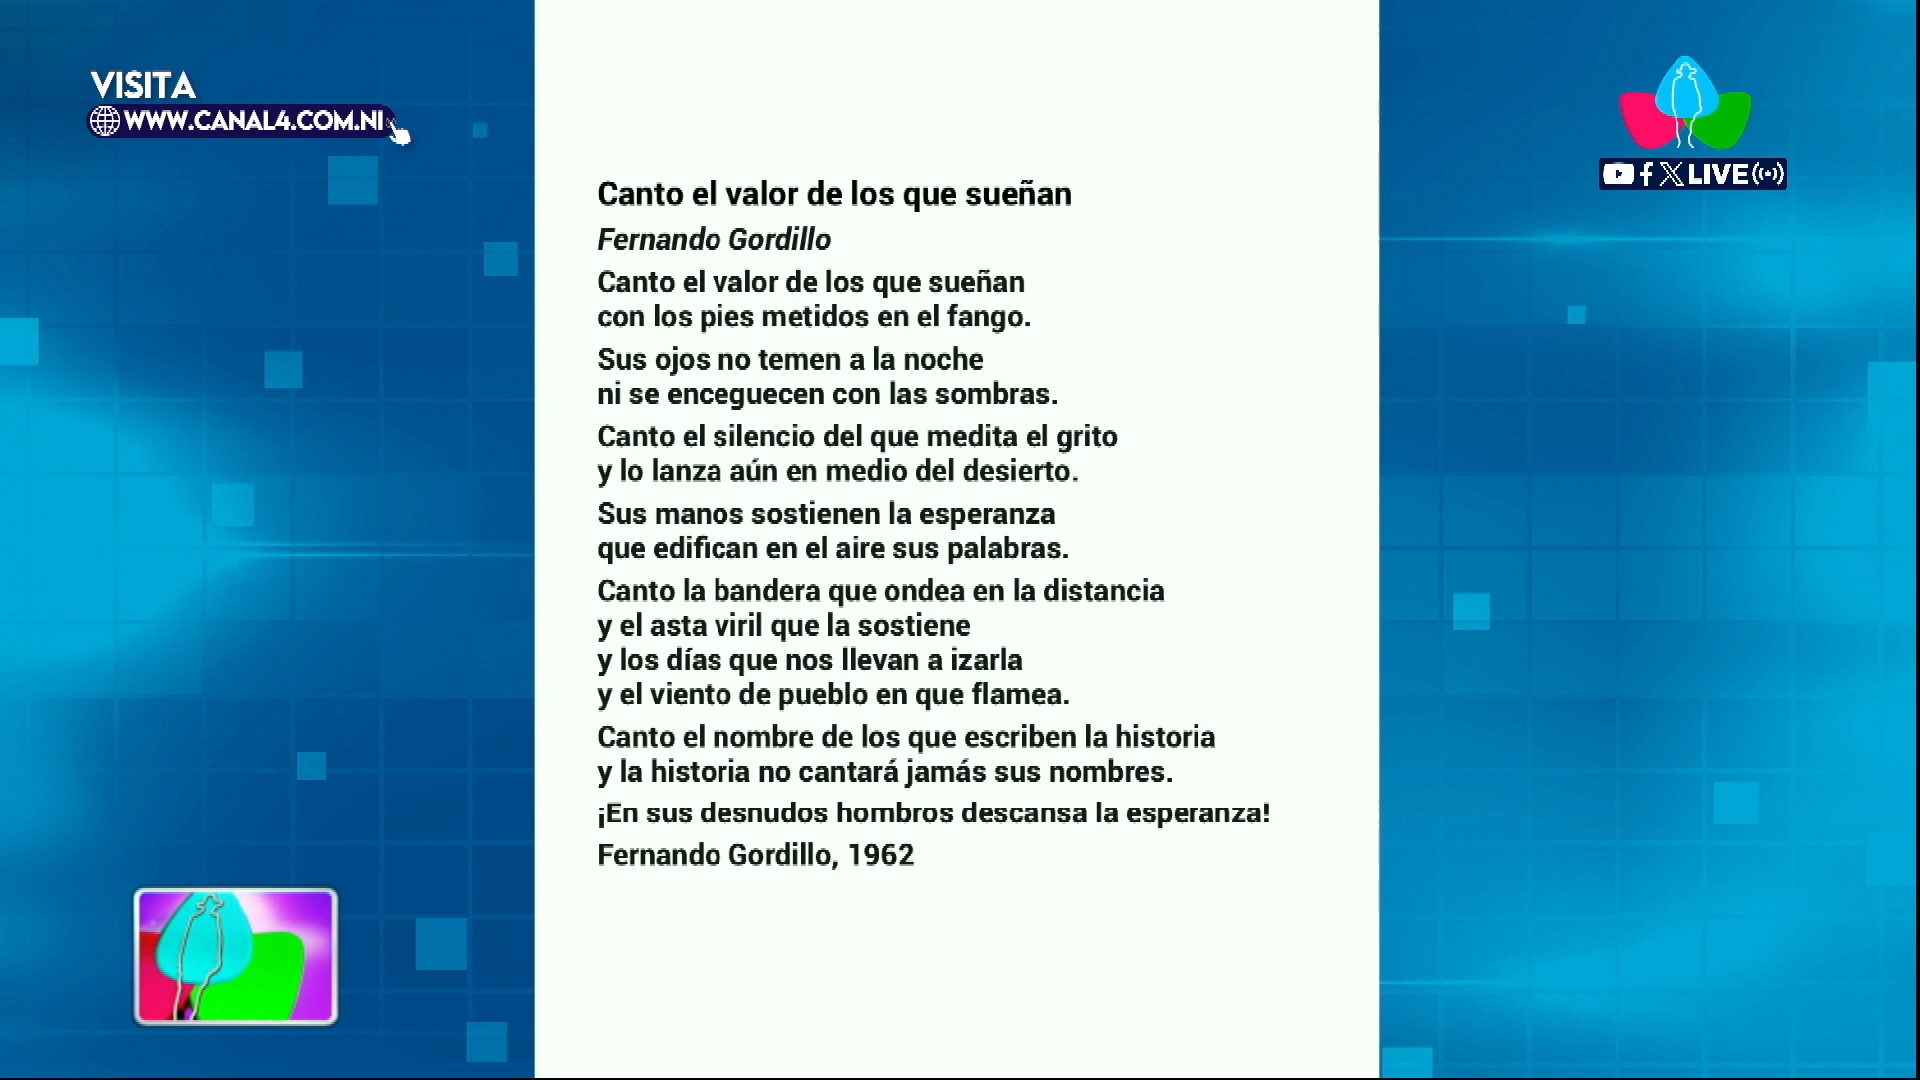 VISITA
WWW.CANAL4.COM.NI
LIVE
Canto el valor de los que sueñan
Fernando Gordillo
Canto el valor de los que sueñan
con los pies metidos en el fango.
Sus ojos no temen a la noche
ni se enceguecen con las sombras.
Canto el silencio del que medita el grito
y lo lanza aún en medio del desierto.
Sus manos sostienen la esperanza
que edifican en el aire sus palabras.
Canto la bandera que ondea en la distancia
y el asta viril que la sostiene
y los días que nos llevan a izarla
y el viento de pueblo en que flamea.
Canto el nombre de los que escriben la historia
y la historia no cantará jamás sus nombres.
¡En sus desnudos hombros descansa la esperanza!
Fernando Gordillo, 1962